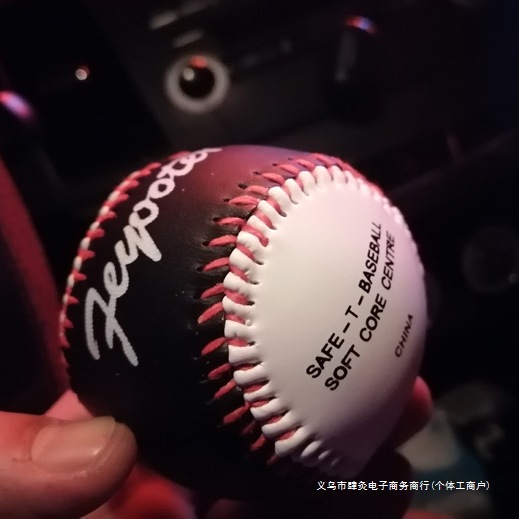 Zeypoter
SAFE-T-BASEBALL
SOFT CORE CENTRE
CHINA
义乌市肆灸电子商务商行(个体工商户)